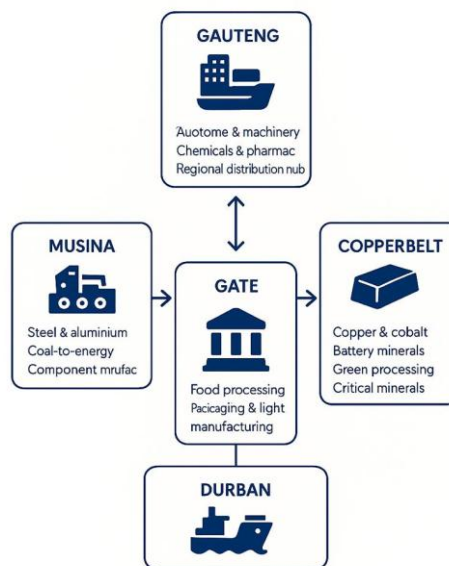 GAUTENG
Auotome & machinery
Chemicals & pharmac
Regional distribution nub
MUSINA
Steel & aluminium
Coal-to-energy
Component mrufac
GATE
Food processing
Pacicaging & light
manufacturing
COPPERBELT
Copper & cobalt
Battery minerals
Green processing
Critical minerals
DURBAN